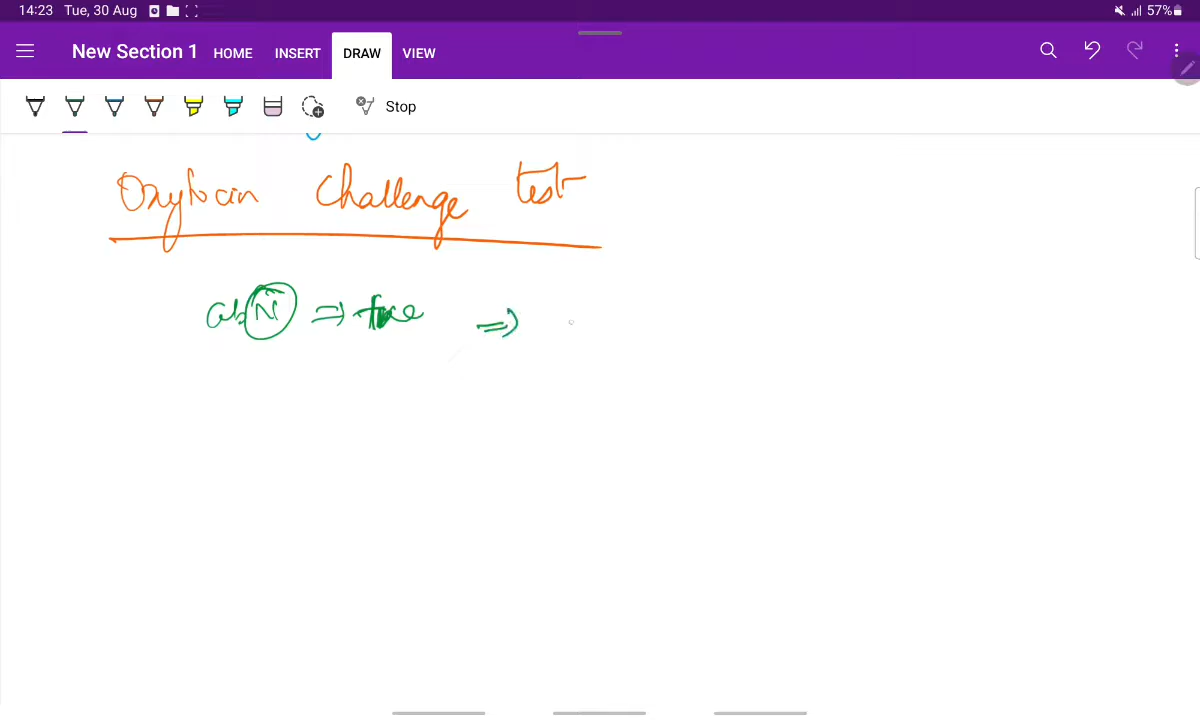 14:23 Tue, 30 Aug 57%
New Section 1 HOME INSERT DRAW VIEW
Stop
Oxytocin Challenge test
⇒ ⇒